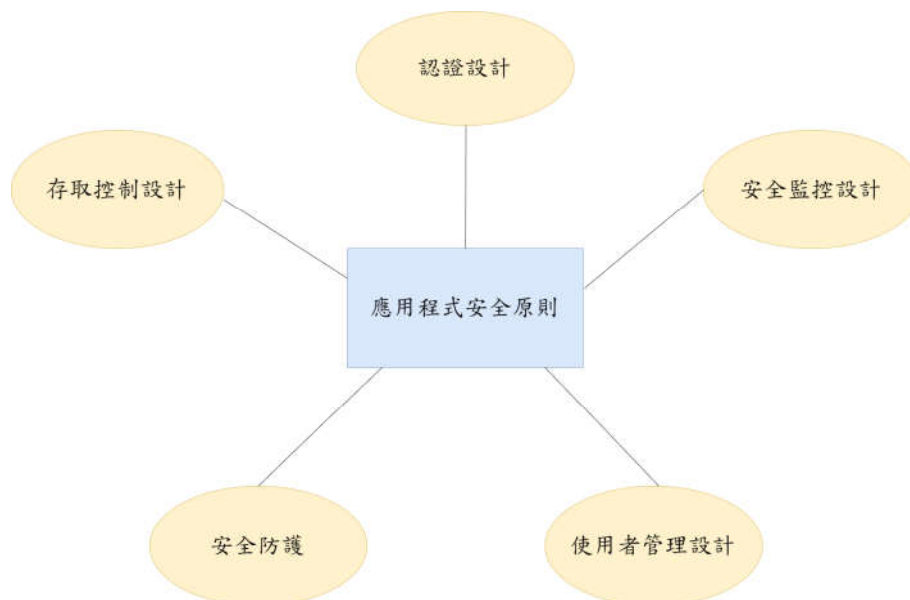 認證設計
存取控制設計
安全監控設計
應用程式安全原則
安全防護
使用者管理設計